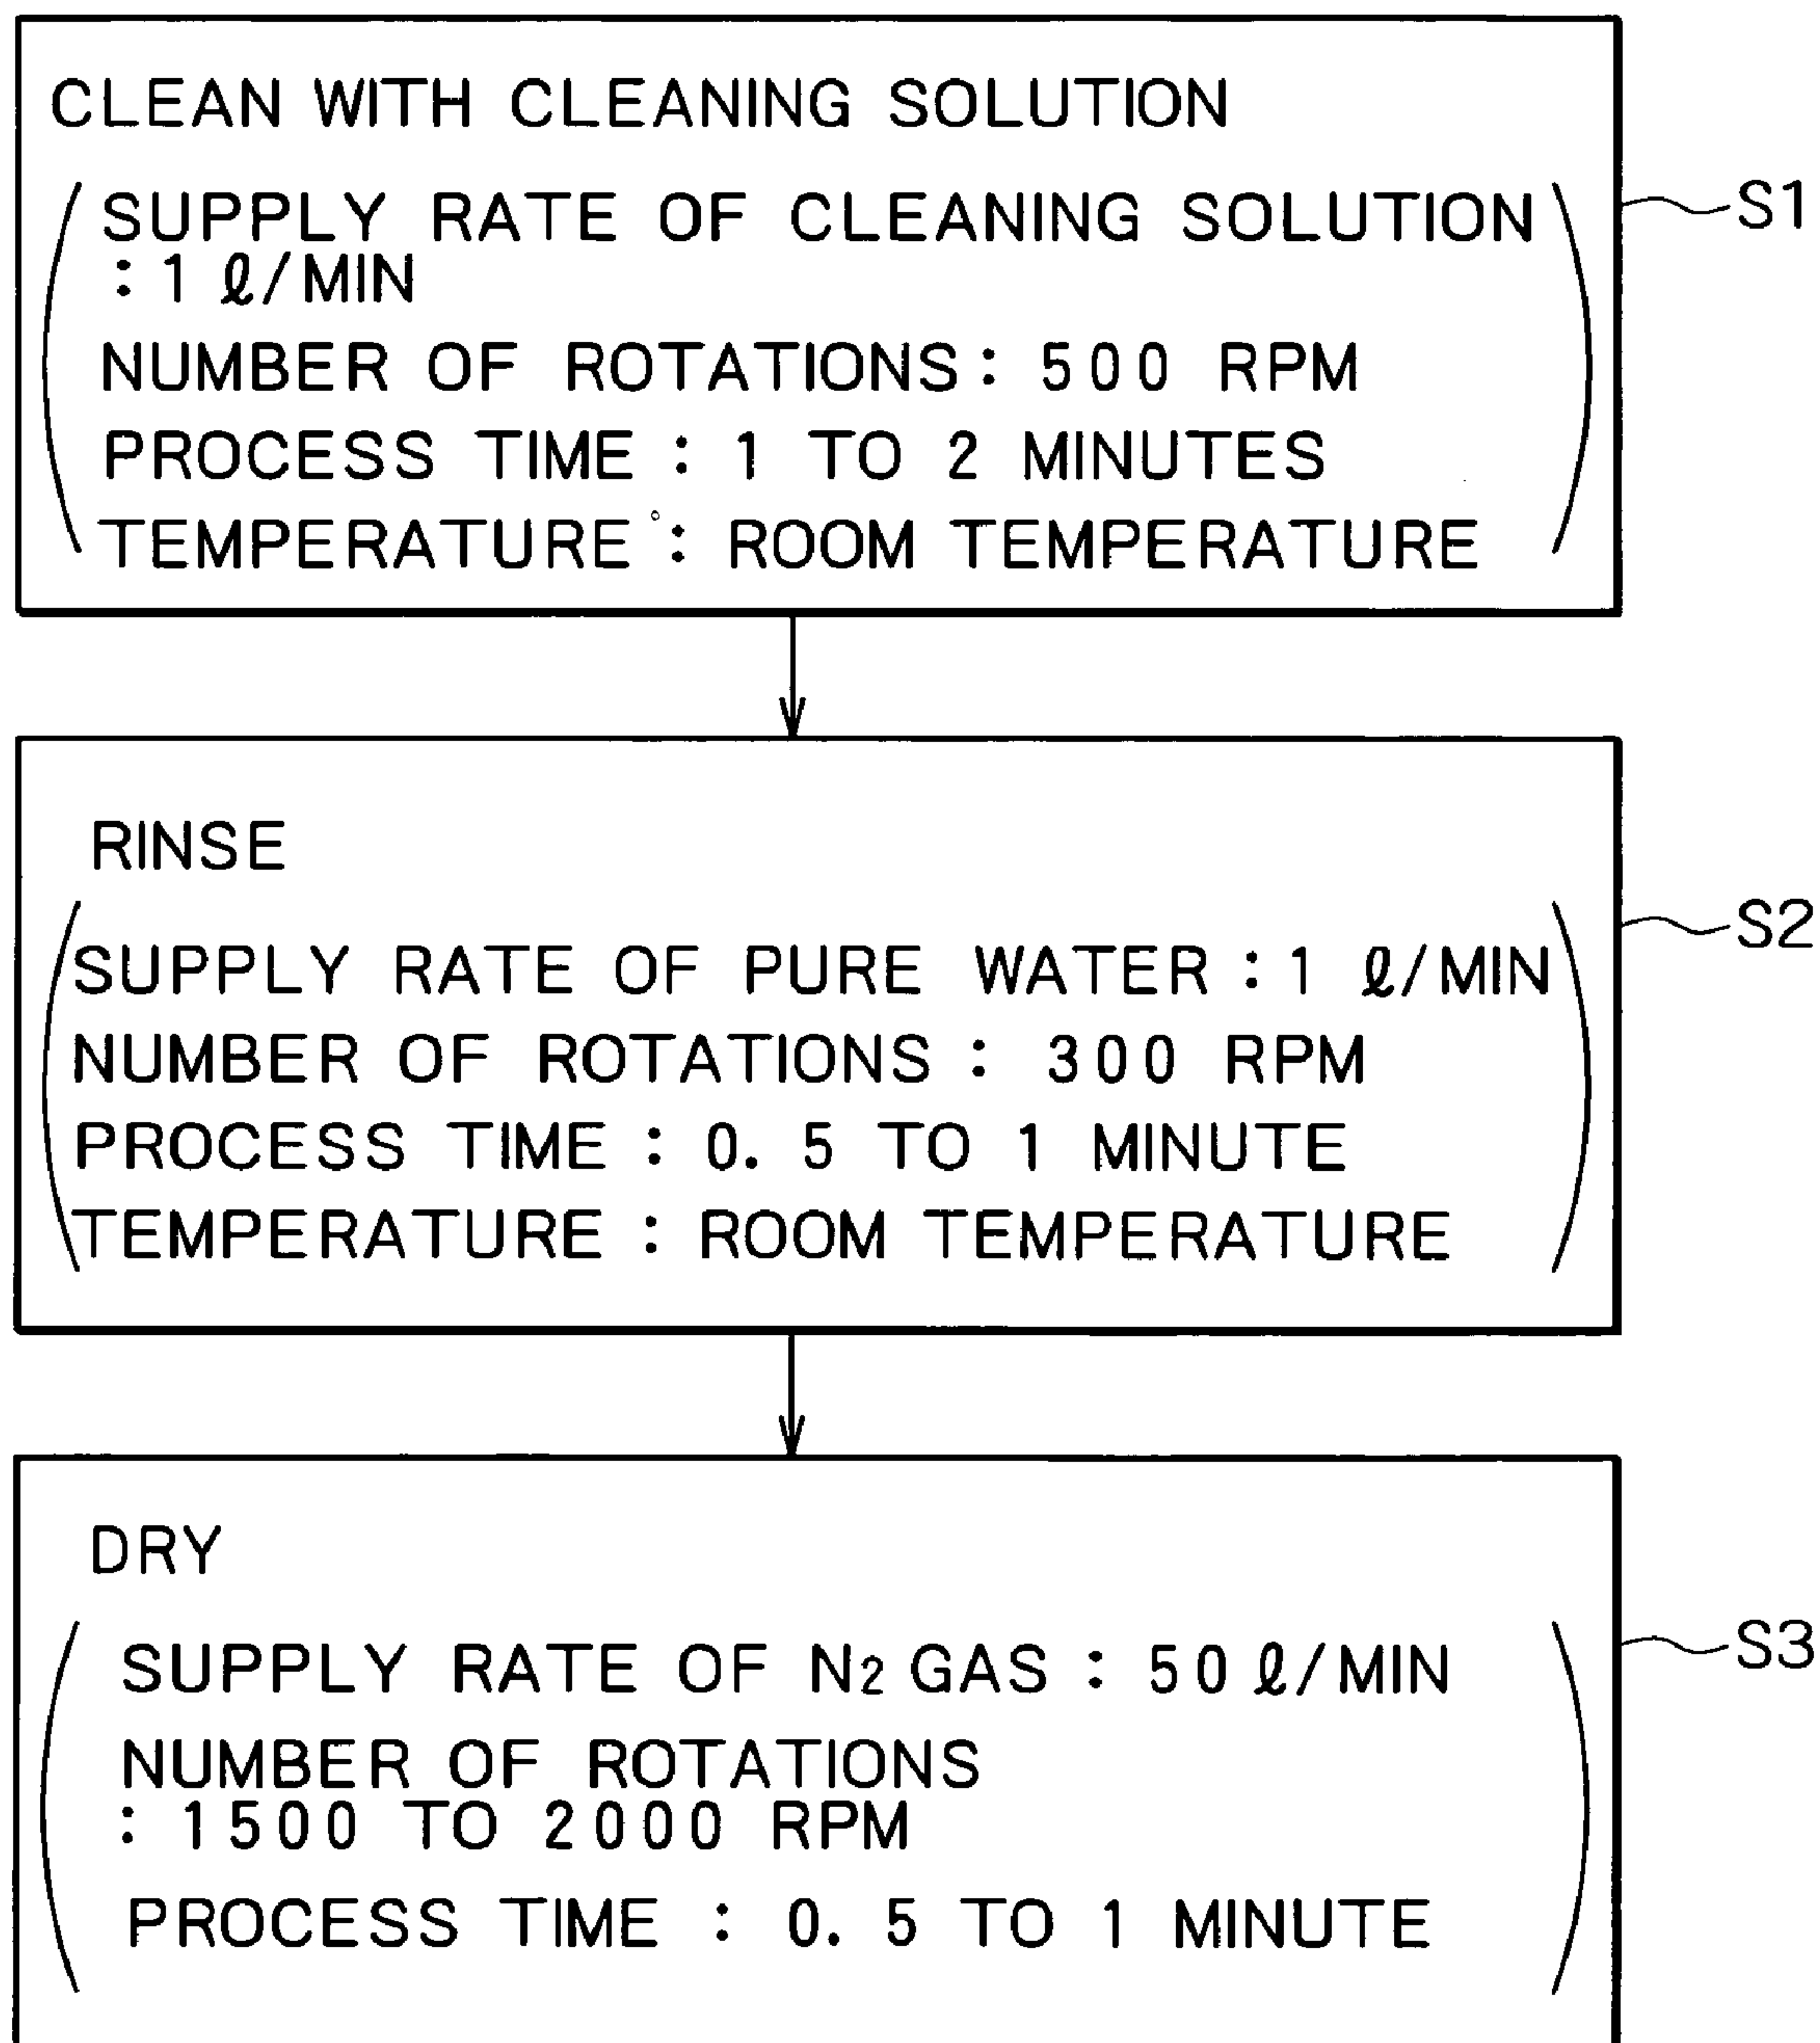 CLEAN WITH CLEANING SOLUTION
SUPPLY RATE OF CLEANING SOLUTION
: 1 ℓ/MIN
NUMBER OF ROTATIONS : 500 RPM
PROCESS TIME : 1 TO 2 MINUTES
TEMPERATURE : ROOM TEMPERATURE
S1
RINSE
SUPPLY RATE OF PURE WATER : 1 ℓ/MIN
NUMBER OF ROTATIONS : 300 RPM
PROCESS TIME : 0.5 TO 1 MINUTE
TEMPERATURE : ROOM TEMPERATURE
S2
DRY
SUPPLY RATE OF N₂ GAS : 50 ℓ/MIN
NUMBER OF ROTATIONS
: 1500 TO 2000 RPM
PROCESS TIME : 0.5 TO 1 MINUTE
S3